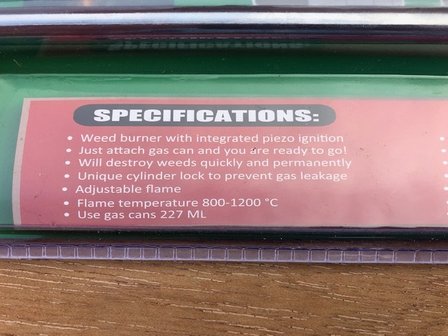 SPECIFICATIONS:
• Weed burner with integrated piezo ignition
• Just attach gas can and you are ready to go!
• Will destroy weeds quickly and permanently
• Unique cylinder lock to prevent gas leakage
• Adjustable flame
• Flame temperature 800-1200 °C
• Use gas cans 227 ML